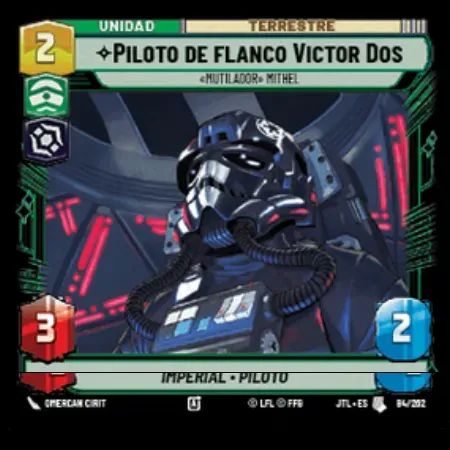 UNIDAD
TERRESTRE
2
PILOTO DE FLANCO VICTOR DOS
«MUTILADOR» MITHEL
3
2
IMPERIAL • PILOTO
OMERCAN CIRIT
© LFL Ⓟ FFG
JTL • ES
94/262